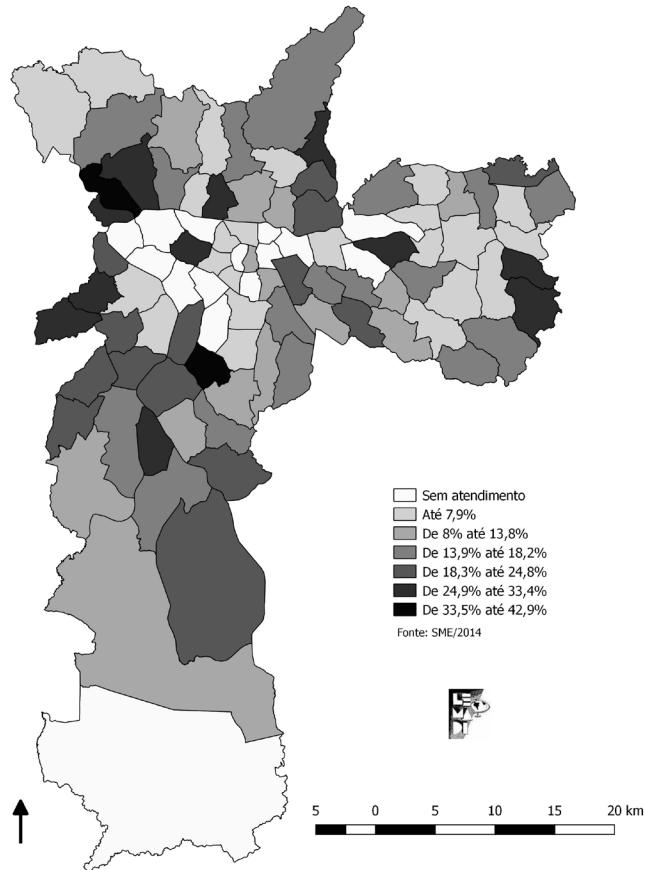 Sem atendimento
Até 7,9%
De 8% até 13,8%
De 13,9% até 18,2%
De 18,3% até 24,8%
De 24,9% até 33,4%
De 33,5% até 42,9%
Fonte: SME/2014
5 0 5 10 15 20 km